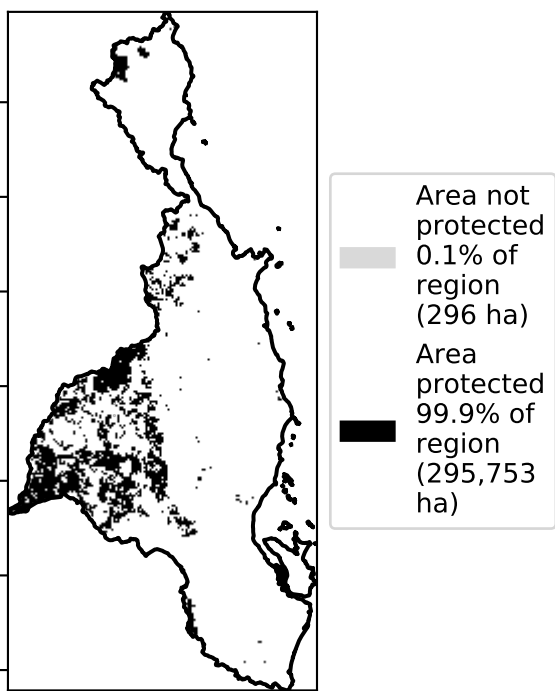 Area not
protected
0.1% of
region
(296 ha)
Area
protected
99.9% of
region
(295,753
ha)